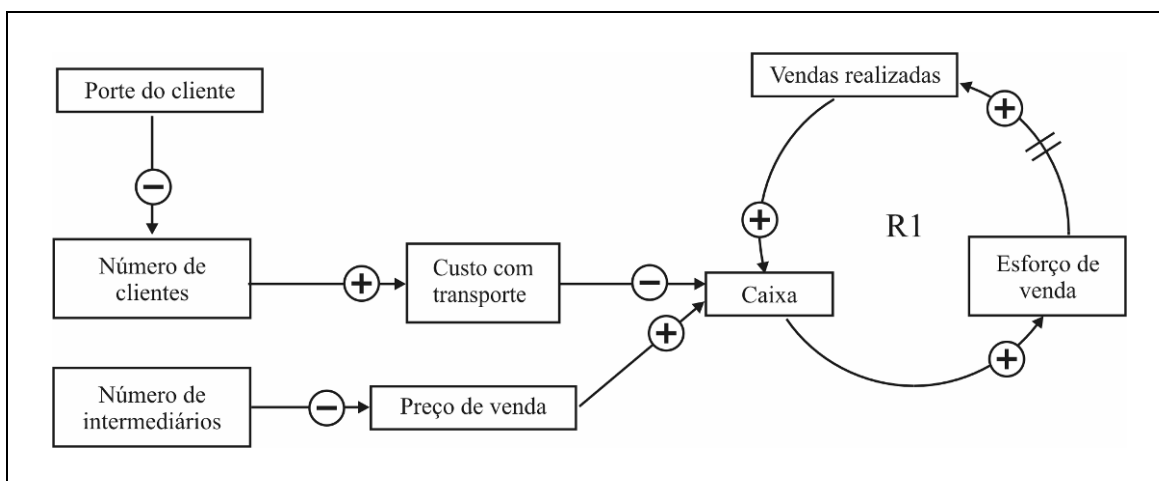 Porte do cliente
−
Número de
clientes
+
Custo com
transporte
−
Número de
intermediários
−
Preço de venda
+
Caixa
Vendas realizadas
+
R1
+
Esforço de
venda
+